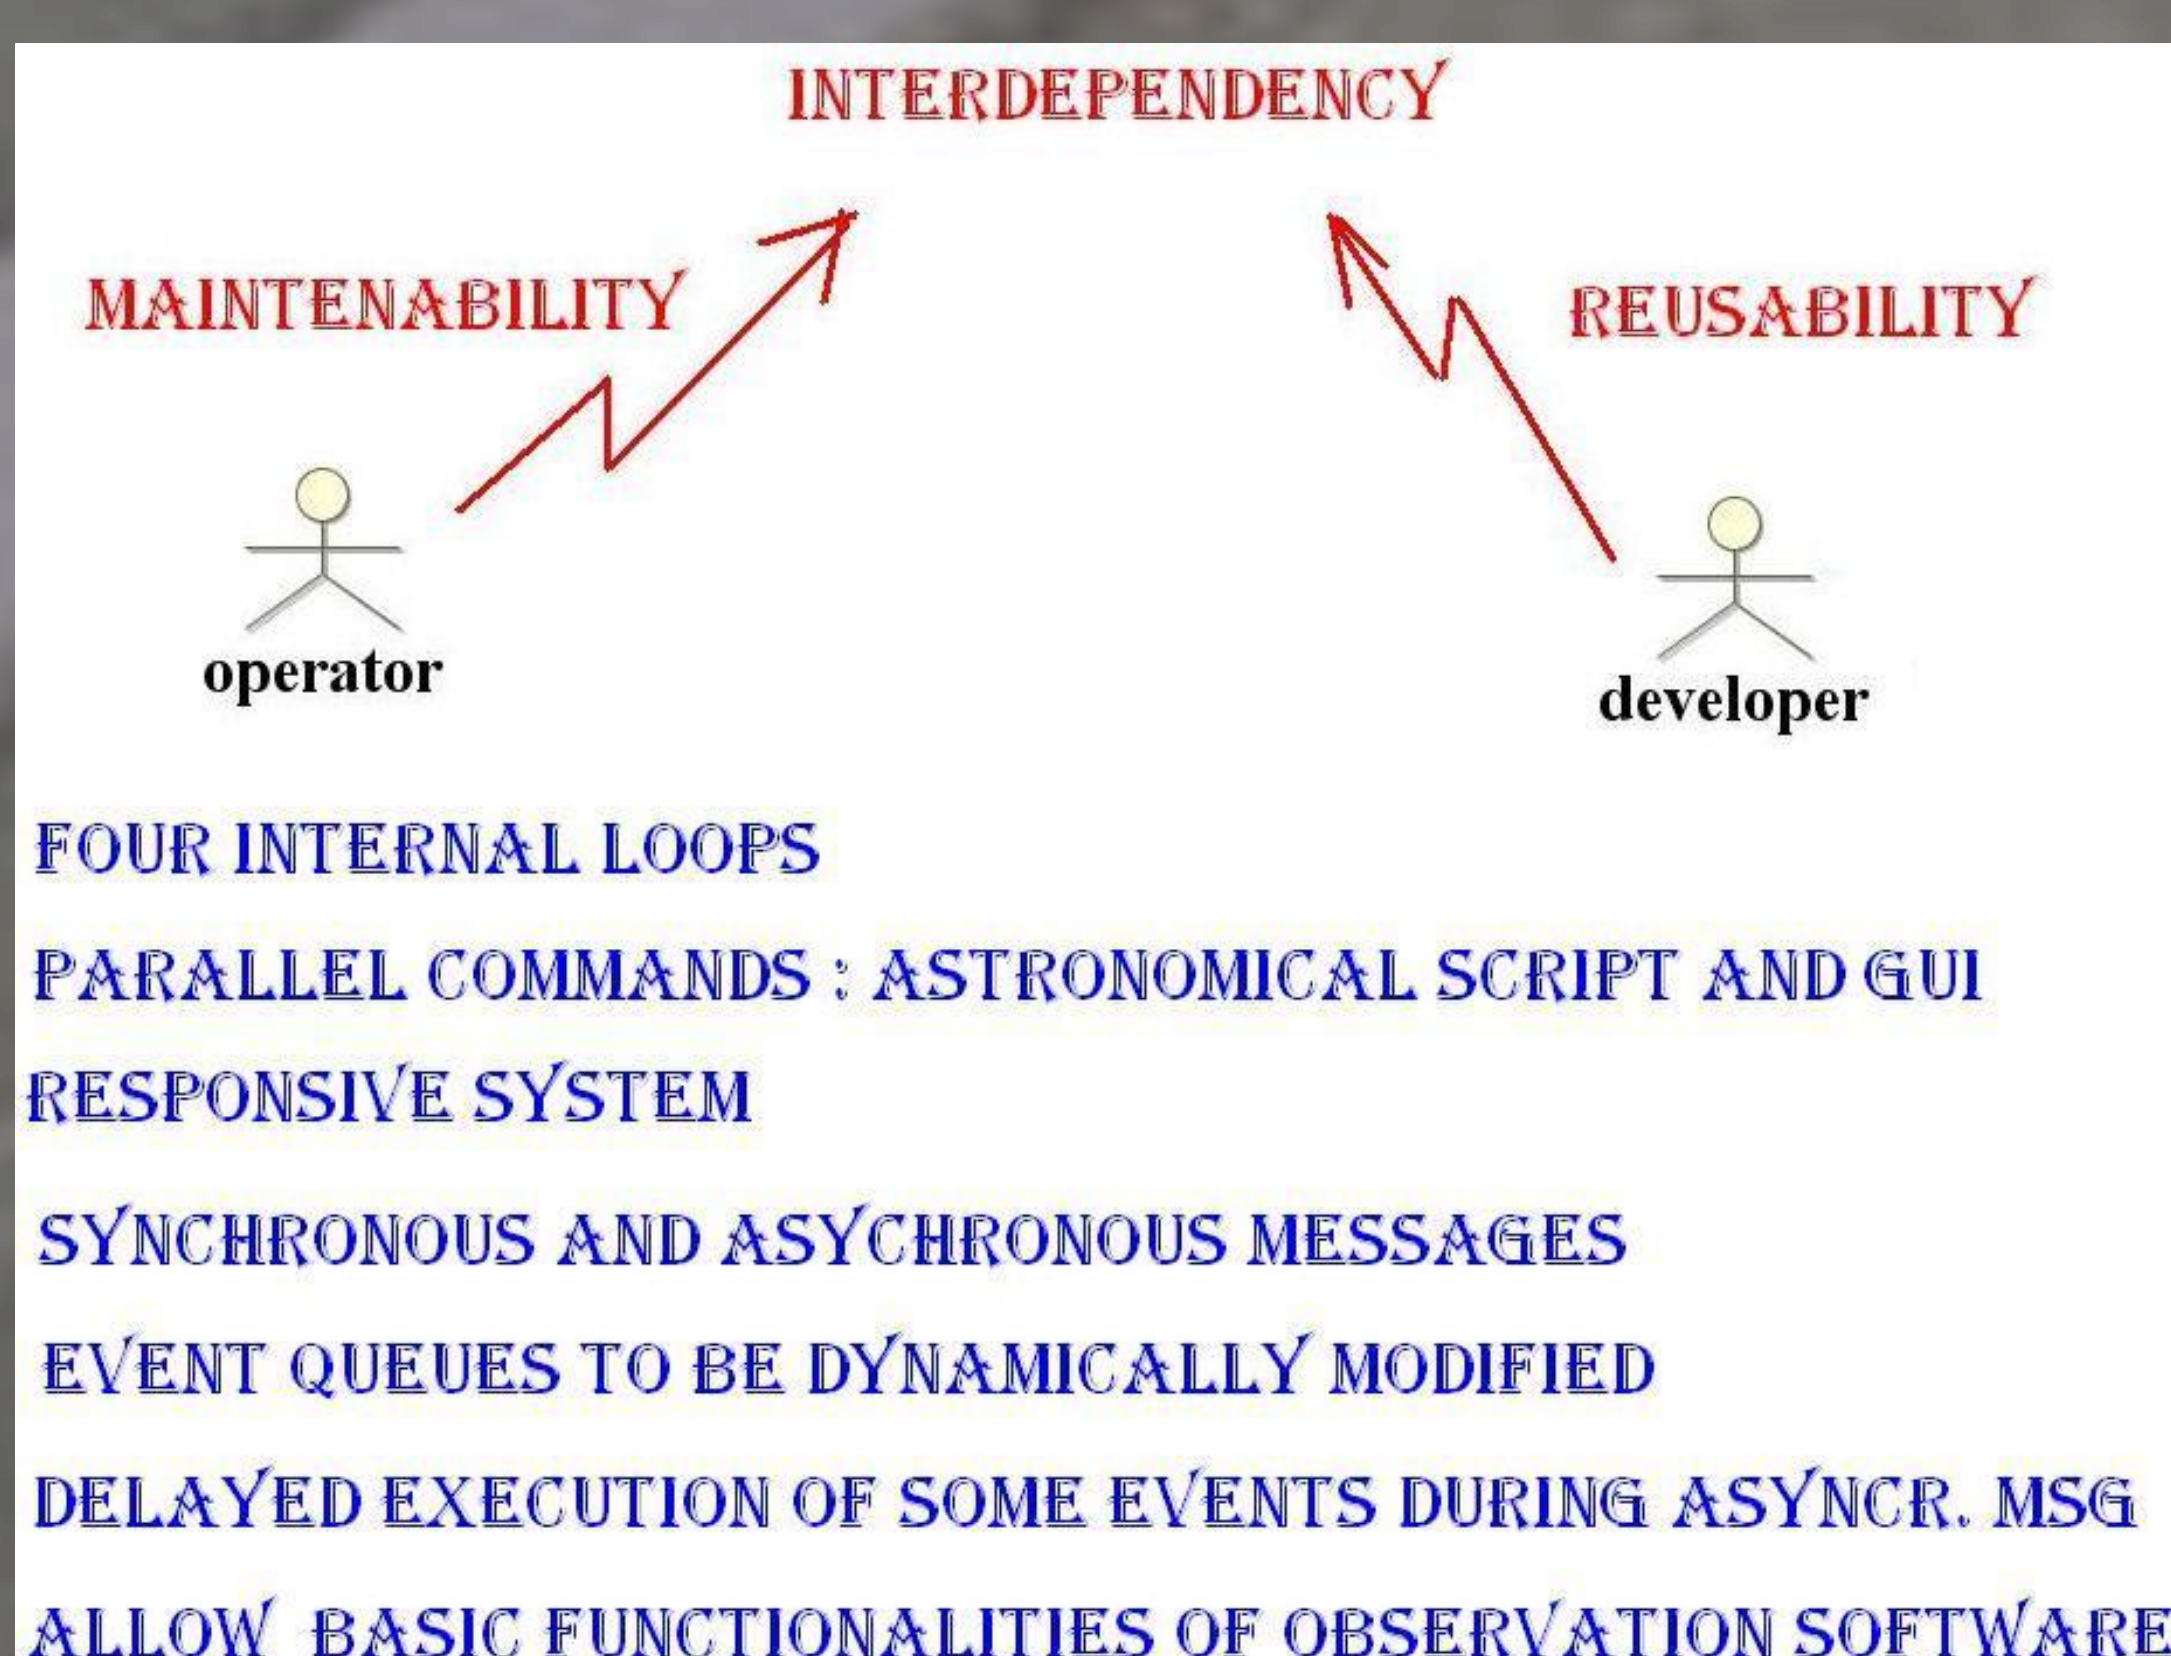 INTERDEPENDENCY
MAINTENABILITY
REUSABILITY
operator
developer
FOUR INTERNAL LOOPS
PARALLEL COMMANDS : ASTRONOMICAL SCRIPT AND GUI
RESPONSIVE SYSTEM
SYNCHRONOUS AND ASYCHRONOUS MESSAGES
EVENT QUEUES TO BE DYNAMICALLY MODIFIED
DELAYED EXECUTION OF SOME EVENTS DURING ASYNCR. MSG
ALLOW BASIC FUNCTIONALITIES OF OBSERVATION SOFTWARE